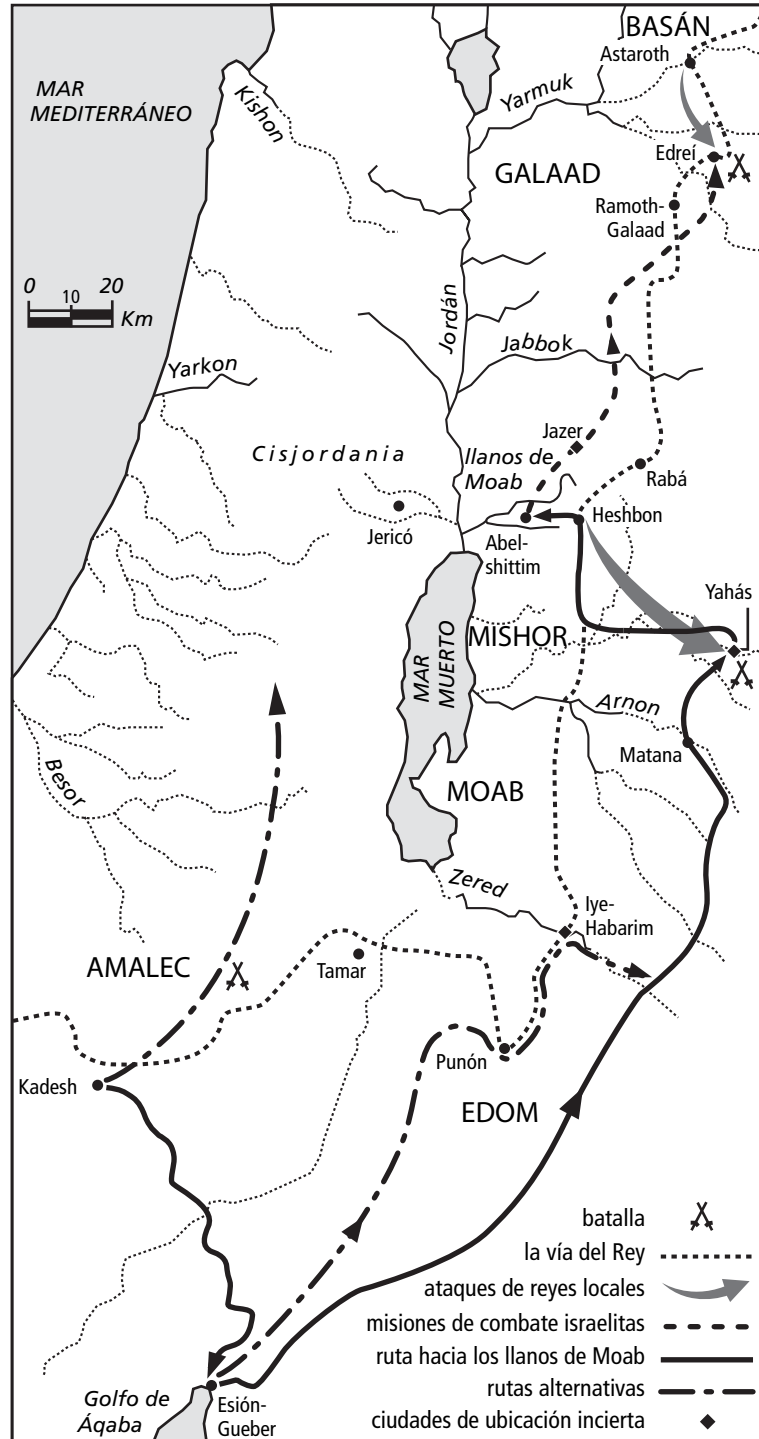 BASÁN
Astaroth
MAR
MEDITERRÁNEO
Kishon
Yarmuk
Edreí
GALAAD
Ramoth-
Galaad
0 10 20
Km
Jordán
Jabbok
Yarkon
Jazer
Cisjordania
llanos de
Moab
Rabá
Jericó
Abel-
shittim
Heshbon
Yahás
MISHOR
MAR
MUERTO
Arnon
Matana
Besor
MOAB
Zered
Iye-
Habarim
AMALEC
Tamar
Punón
Kadesh
EDOM
batalla
la vía del Rey
ataques de reyes locales
misiones de combate israelitas
ruta hacia los llanos de Moab
rutas alternativas
ciudades de ubicación incierta
Golfo de
Áqaba
Esión-
Gueber